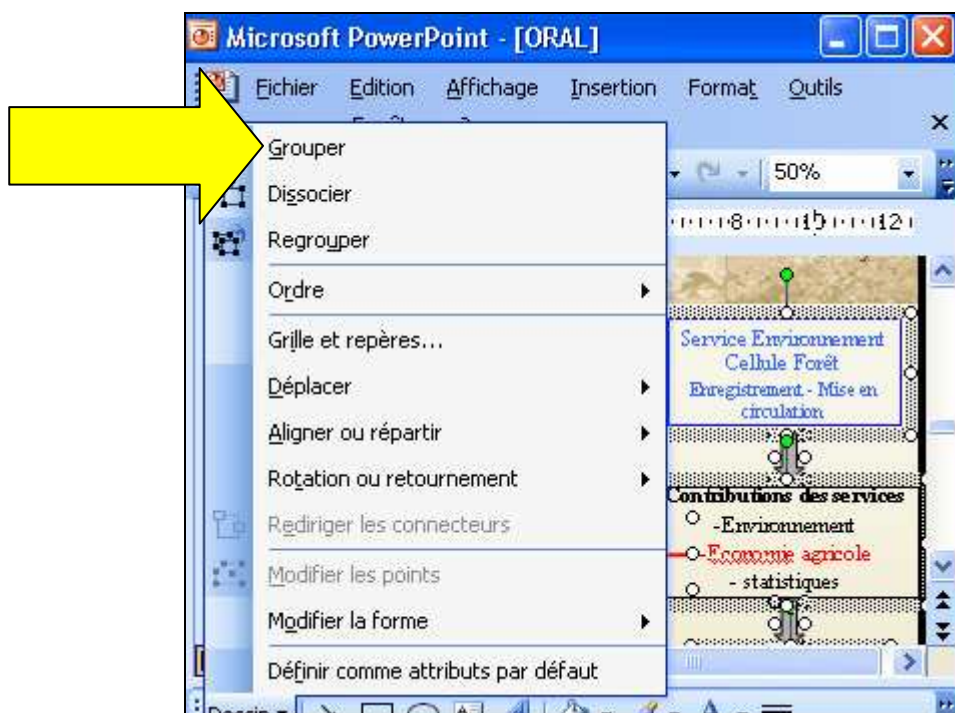 Microsoft PowerPoint - [ORAL]
Fichier Edition Affichage Insertion Format Outils
Grouper
50%
Dissocier
Regrouper
8 12
Ordre
Grille et repères...
Service Environnement
Cellule Forêt
Enregistrement - Mise en
circulation
Déplacer
Aligner ou répartir
Rotation ou retournement
Contributions des services
Rediriger les connecteurs
-Environnement
-Economie agricole
Modifier les points
- statistiques
Modifier la forme
Définir comme attributs par défaut